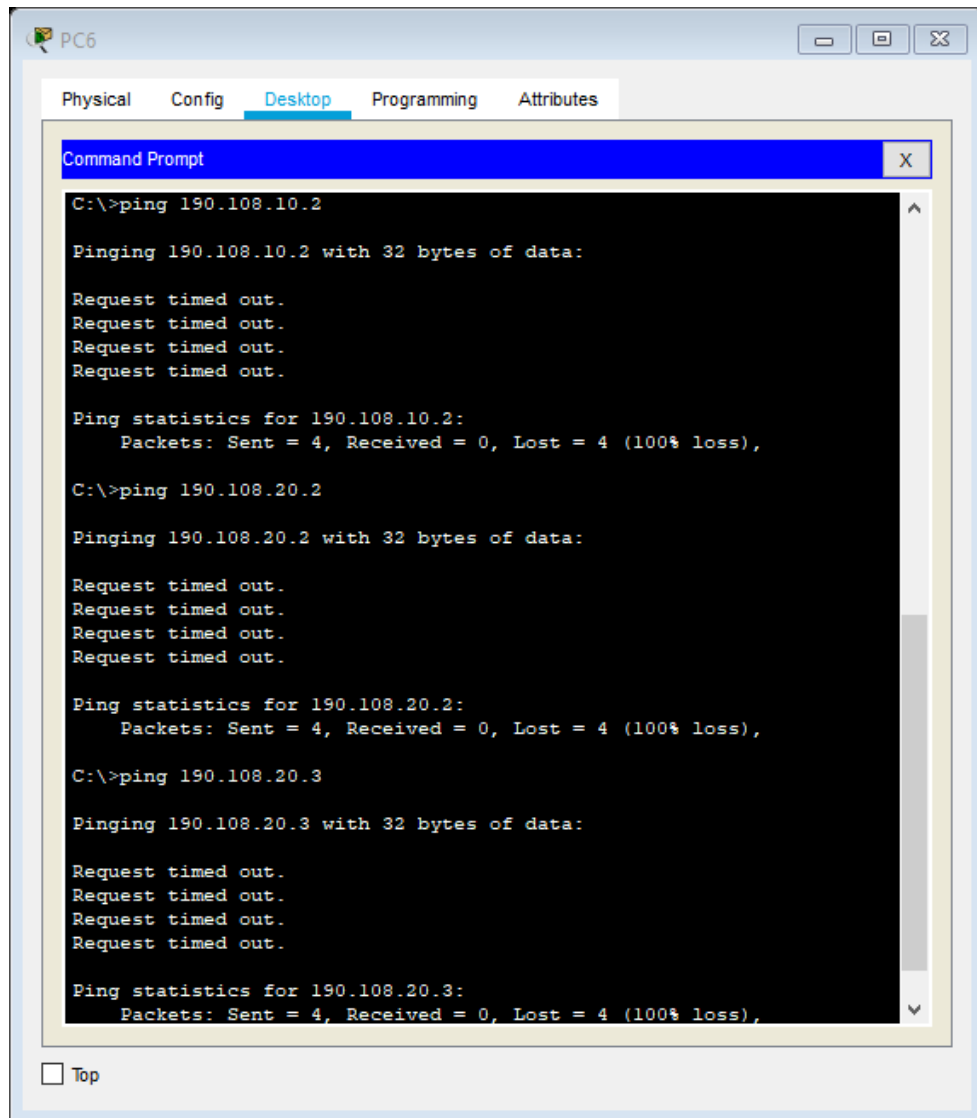 PC6
Physical Config Desktop Programming Attributes
Command Prompt X
C:\>ping 190.108.10.2
Pinging 190.108.10.2 with 32 bytes of data:
Request timed out.
Request timed out.
Request timed out.
Request timed out.
Ping statistics for 190.108.10.2:
Packets: Sent = 4, Received = 0, Lost = 4 (100% loss),
C:\>ping 190.108.20.2
Pinging 190.108.20.2 with 32 bytes of data:
Request timed out.
Request timed out.
Request timed out.
Request timed out.
Ping statistics for 190.108.20.2:
Packets: Sent = 4, Received = 0, Lost = 4 (100% loss),
C:\>ping 190.108.20.3
Pinging 190.108.20.3 with 32 bytes of data:
Request timed out.
Request timed out.
Request timed out.
Request timed out.
Ping statistics for 190.108.20.3:
Packets: Sent = 4, Received = 0, Lost = 4 (100% loss),
Top